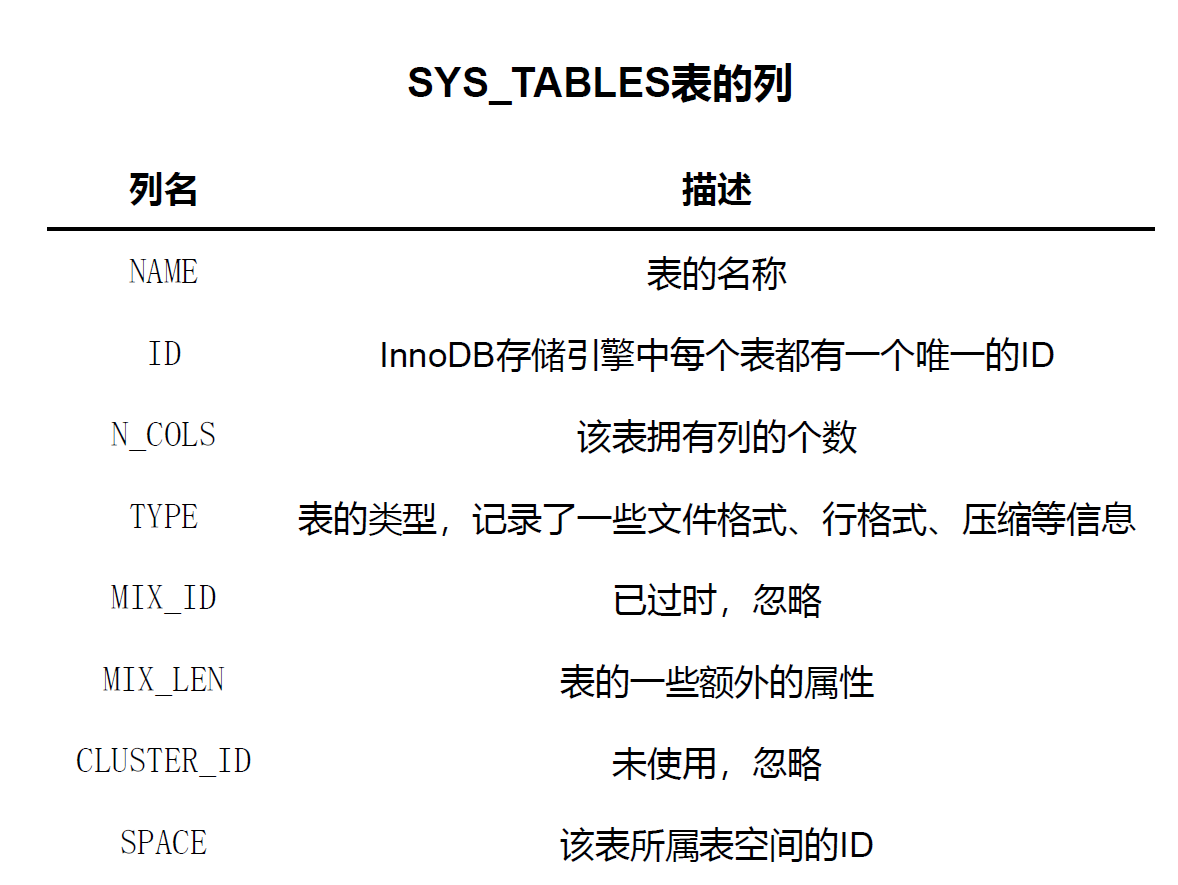 SYS_TABLES表的列
列名 描述
NAME 表的名称
ID InnoDB存储引擎中每个表都有一个唯一的ID
N_COLS 该表拥有列的个数
TYPE 表的类型，记录了一些文件格式、行格式、压缩等信息
MIX_ID 已过时，忽略
MIX_LEN 表的一些额外的属性
CLUSTER_ID 未使用，忽略
SPACE 该表所属表空间的ID